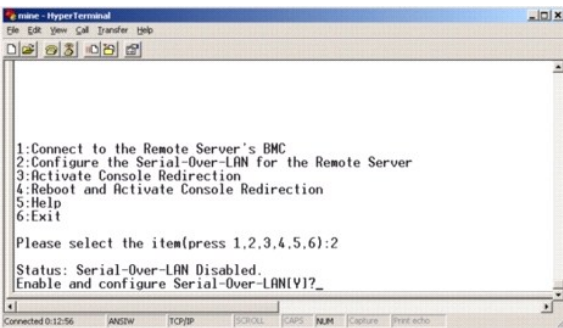 mine - HyperTerminal
File Edit View Call Transfer Help
1:Connect to the Remote Server's BMC
2:Configure the Serial-Over-LAN for the Remote Server
3:Activate Console Redirection
4:Reboot and Activate Console Redirection
5:Help
6:Exit
Please select the item(press 1,2,3,4,5,6):2
Status: Serial-Over-LAN Disabled.
Enable and configure Serial-Over-LAN[Y]?_
Connected 0:12:56 ANSIW TCP/IP SCROLL CAPS NUM Capture Print echo